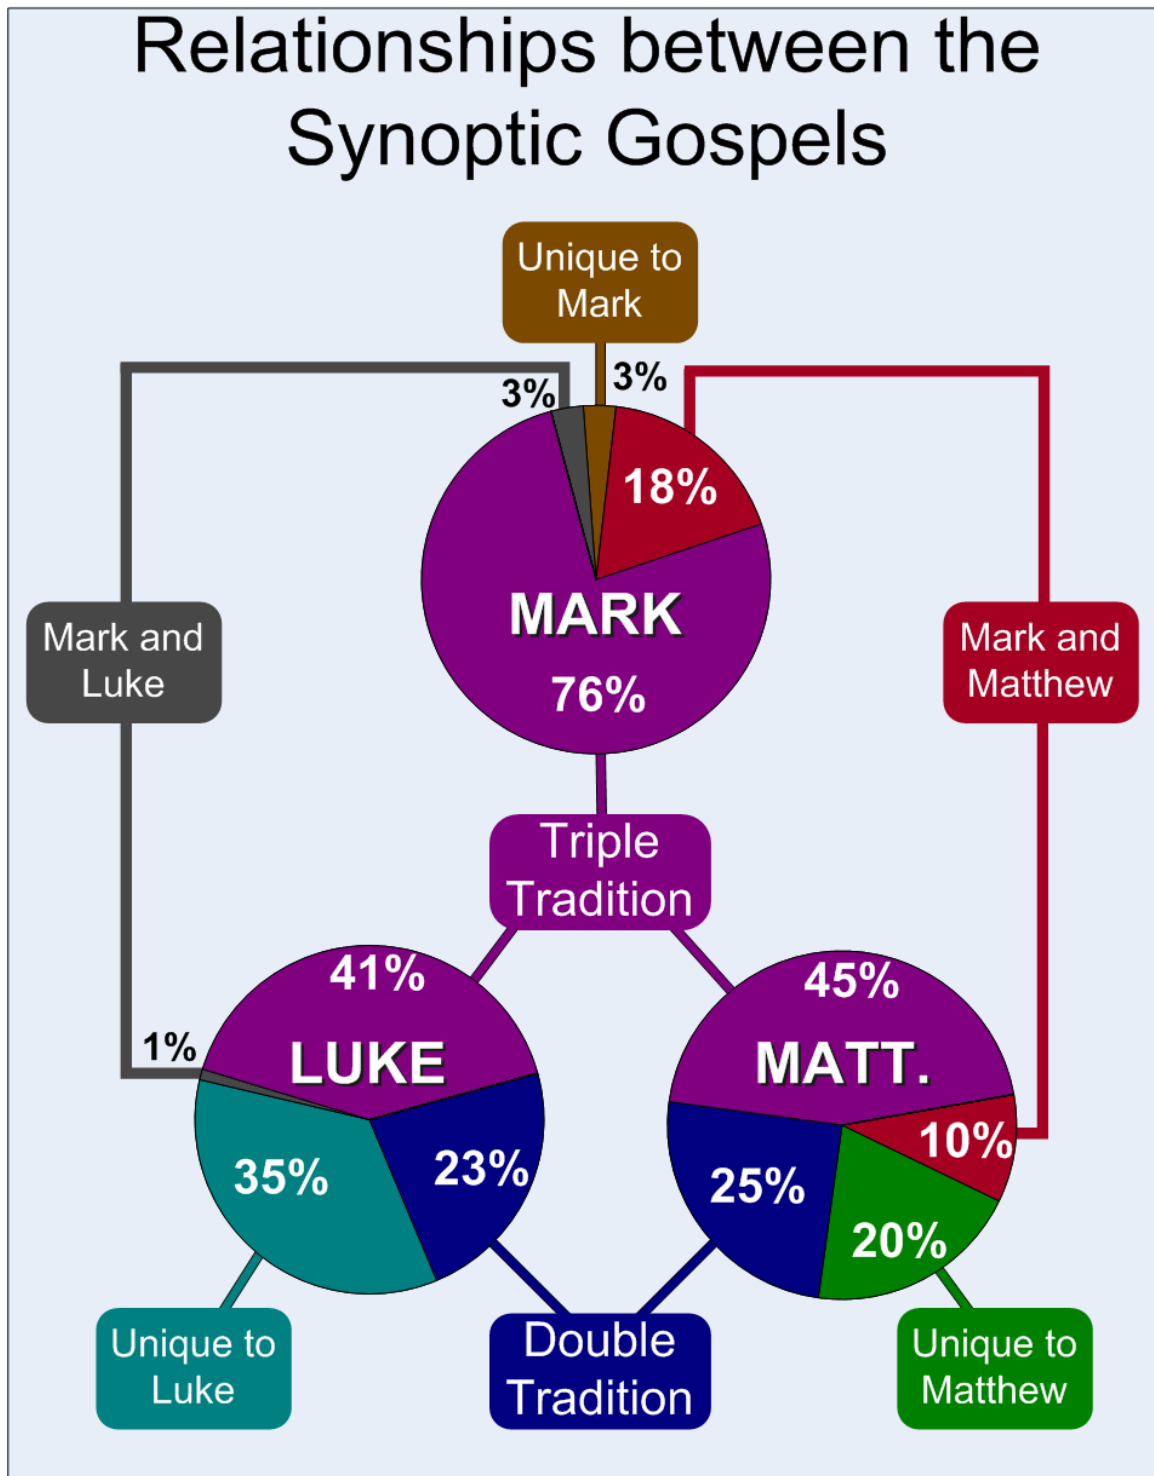 Relationships between the
Synoptic Gospels
Unique to
Mark
3%
3%
18%
MARK
76%
Mark and
Luke
Mark and
Matthew
Triple
Tradition
41%
LUKE
1%
35%
23%
45%
MATT.
10%
25%
20%
Unique to
Luke
Double
Tradition
Unique to
Matthew